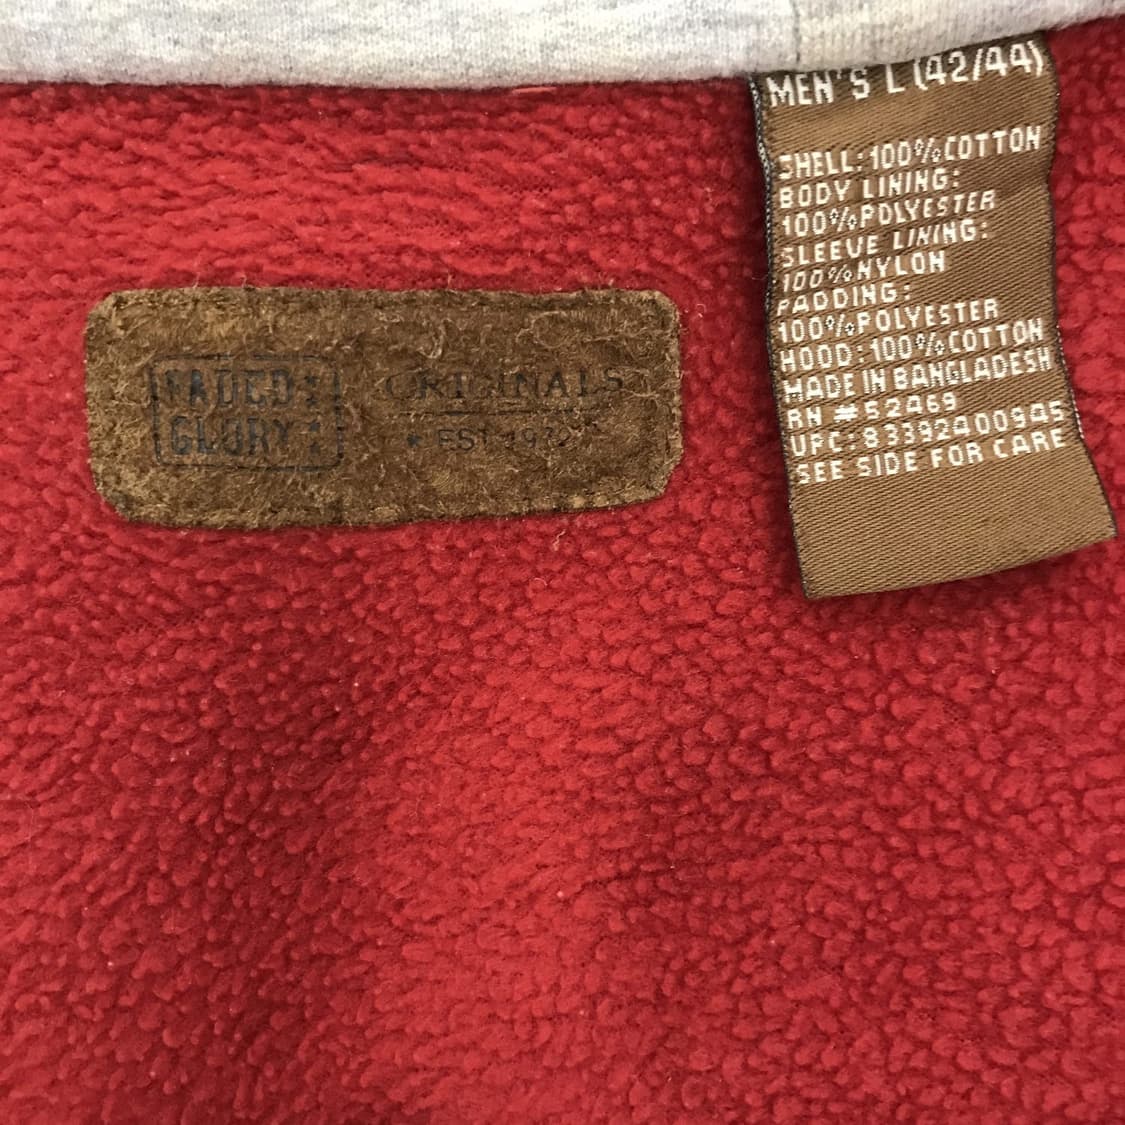 FADED
GLORY
ORIGINALS
★ EST 1972
MEN'S L (42/44)
SHELL: 100% COTTON
BODY LINING:
100% POLYESTER
SLEEVE LINING:
100% NYLON
PADDING:
100% POLYESTER
HOOD: 100% COTTON
MADE IN BANGLADESH
RN #52469
UPC: 83392400945
SEE SIDE FOR CARE